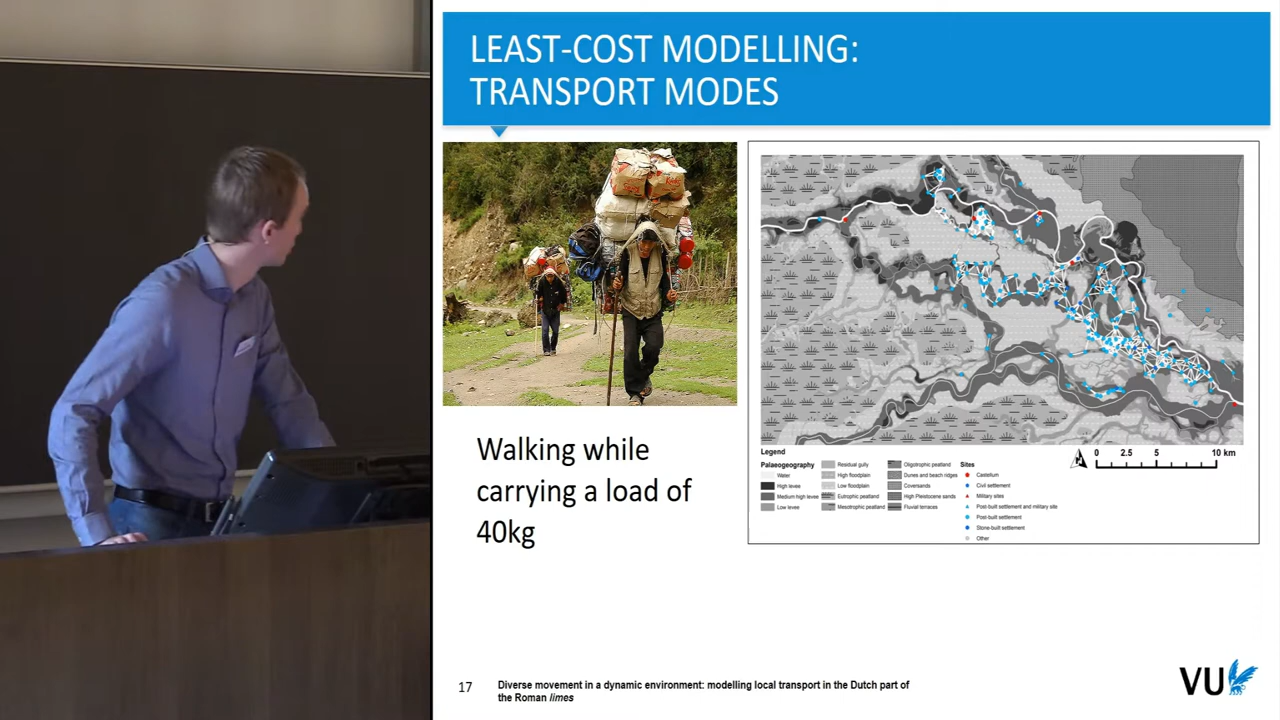 LEAST-COST MODELLING:
TRANSPORT MODES
Walking while
carrying a load of
40kg
Legend
Palaeogeography
Water
High levee
Medium high levee
Low levee
Residual gully
High floodplain
Low floodplain
Eutrophic peatland
Mesotrophic peatland
Oligotrophic peatland
Dunes and beach ridges
Coversands
High Pleistocene sands
Fluvial terraces
Sites
Castellum
Civil settlement
Military sites
Post-built settlement and military site
Post-built settlement
Stone-built settlement
Other
0 2.5 5 10 km
17
Diverse movement in a dynamic environment: modelling local transport in the Dutch part of
the Roman limes
VU